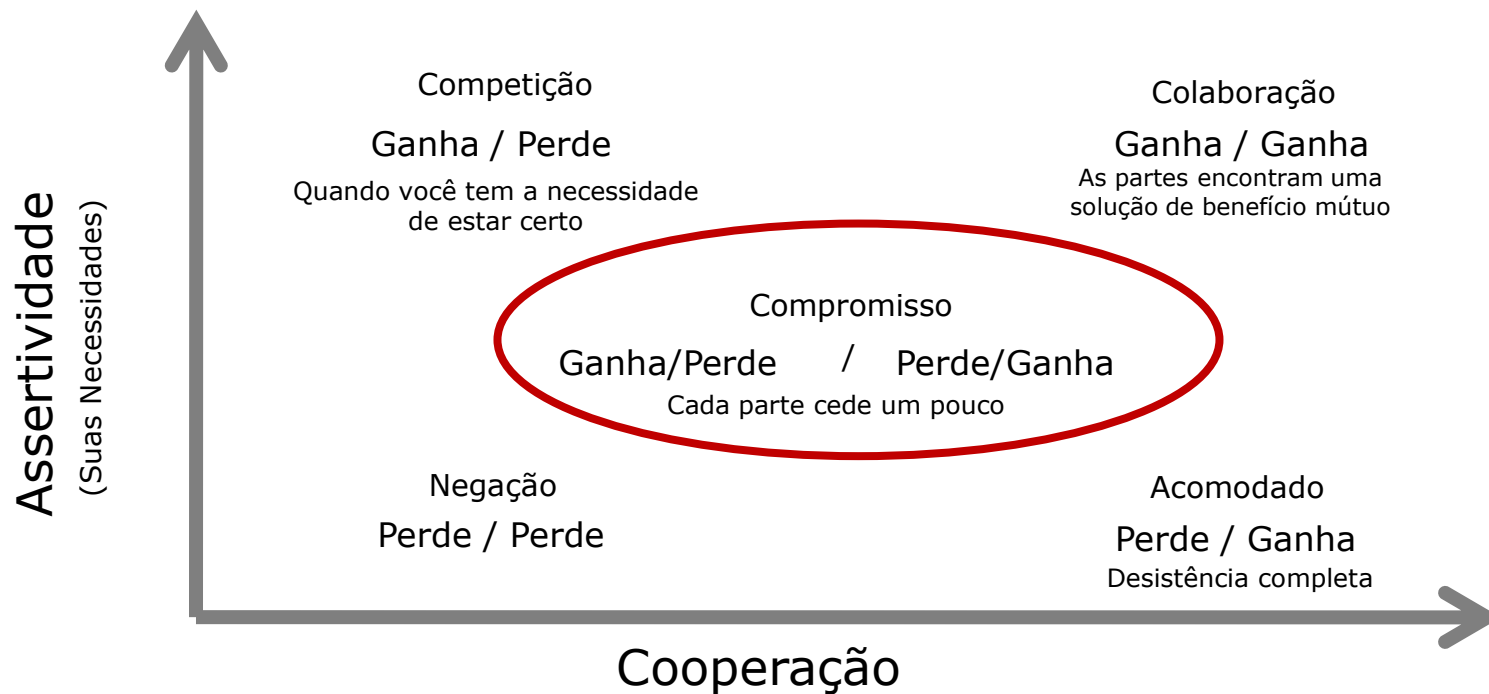 Competição
Ganha / Perde
Quando você tem a necessidade
de estar certo
Colaboração
Ganha / Ganha
As partes encontram uma
solução de benefício mútuo
Assertividade
(Suas Necessidades)
Compromisso
Ganha/Perde / Perde/Ganha
Cada parte cede um pouco
Negação
Perde / Perde
Acomodado
Perde / Ganha
Desistência completa
Cooperação